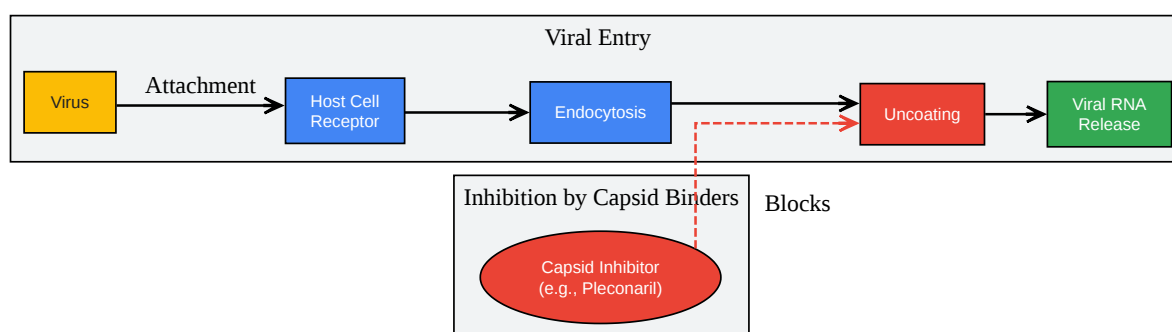 Viral Entry
Virus
Attachment
Host Cell
Receptor
Endocytosis
Uncoating
Viral RNA
Release
Inhibition by Capsid Binders
Blocks
Capsid Inhibitor
(e.g., Pleconaril)